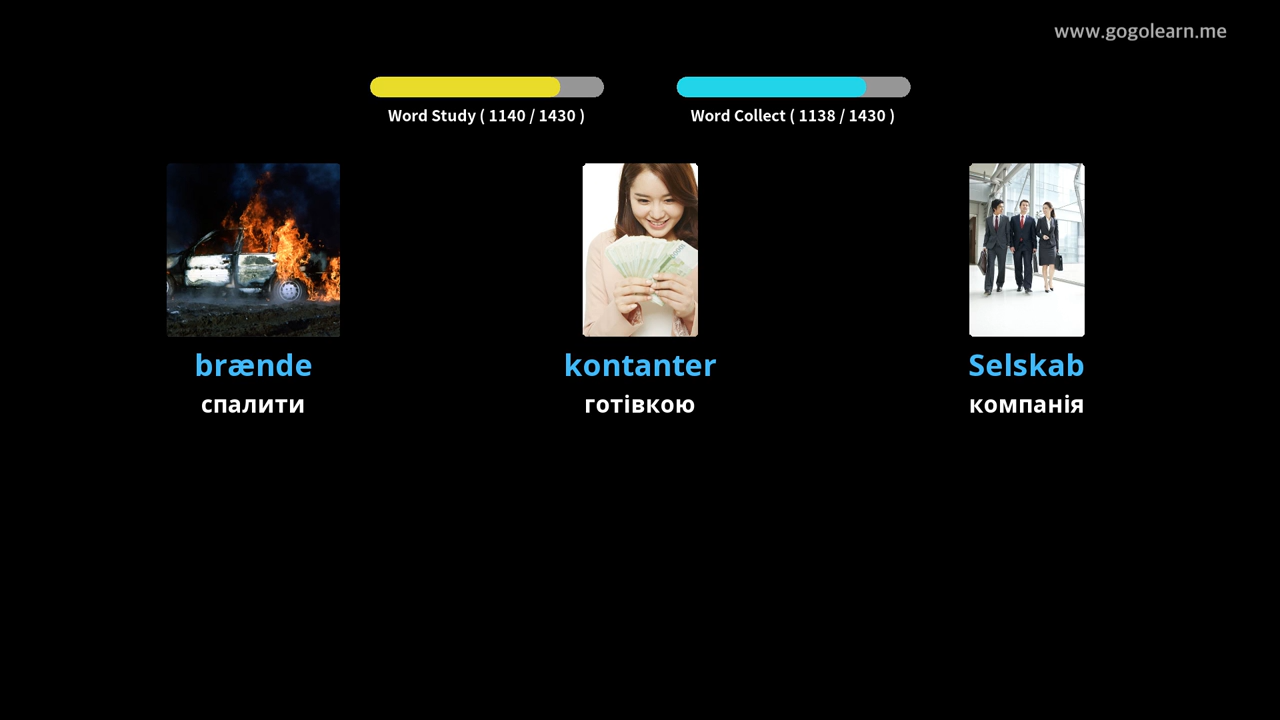 www.gogolearn.me
Word Study ( 1140 / 1430 )
Word Collect ( 1138 / 1430 )
brænde
спалити
kontanter
готівкою
Selskab
компанія